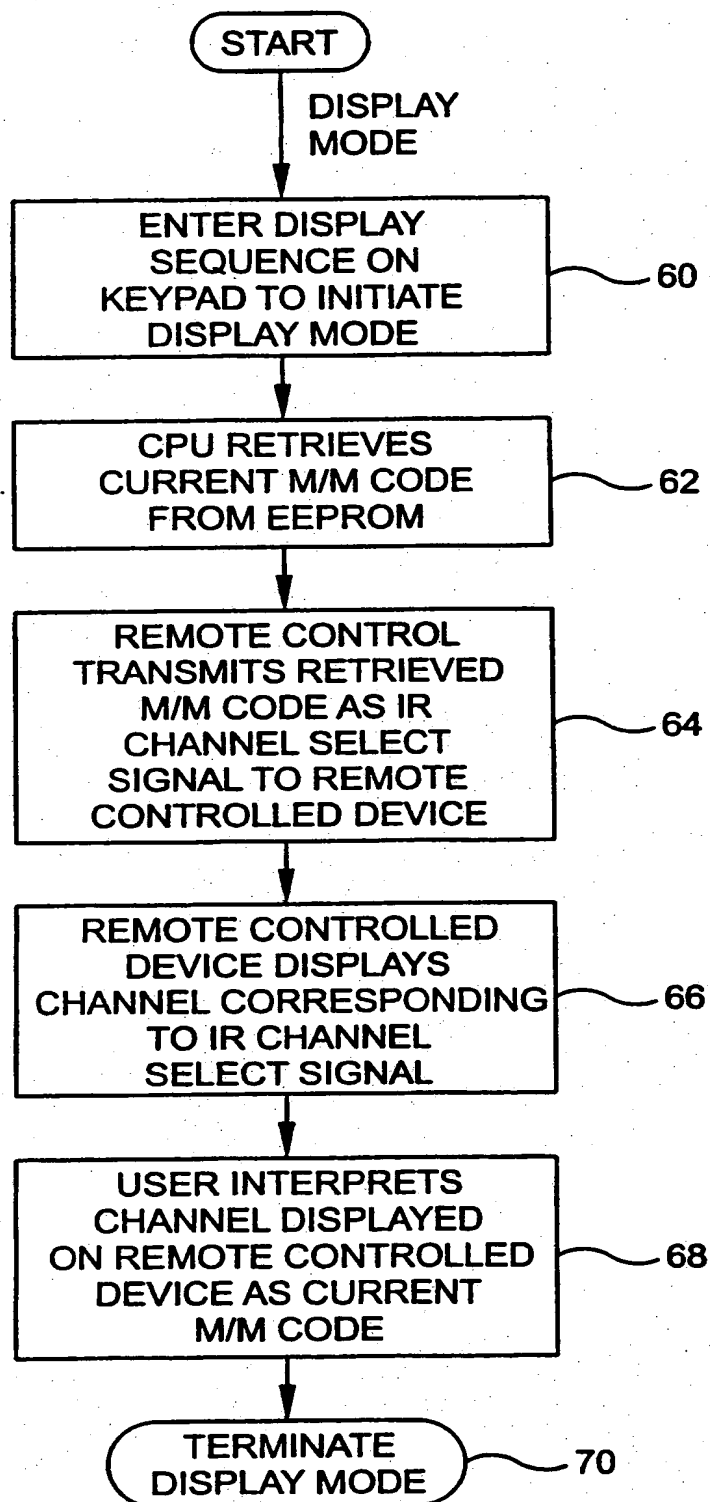 START
DISPLAY
MODE
ENTER DISPLAY
SEQUENCE ON
KEYPAD TO INITIATE
DISPLAY MODE
60
CPU RETRIEVES
CURRENT M/M CODE
FROM EEPROM
62
REMOTE CONTROL
TRANSMITS RETRIEVED
M/M CODE AS IR
CHANNEL SELECT
SIGNAL TO REMOTE
CONTROLLED DEVICE
64
REMOTE CONTROLLED
DEVICE DISPLAYS
CHANNEL CORRESPONDING
TO IR CHANNEL
SELECT SIGNAL
66
USER INTERPRETS
CHANNEL DISPLAYED
ON REMOTE CONTROLLED
DEVICE AS CURRENT
M/M CODE
68
TERMINATE
DISPLAY MODE
70